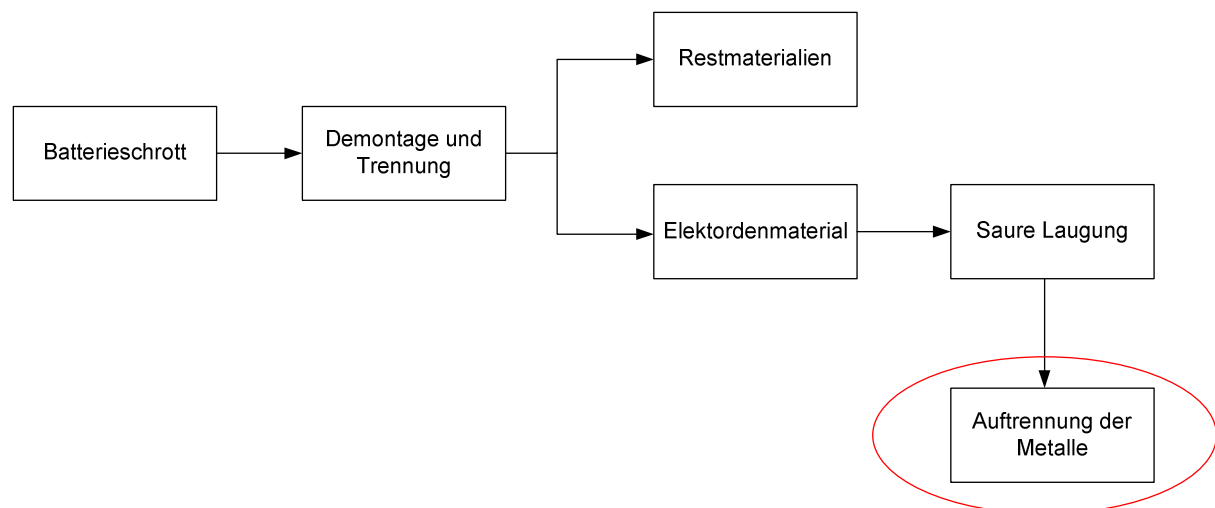 Restmaterialien
Batterieschrott
Demontage und
Trennung
Elektordenmaterial
Saure Laugung
Auftrennung der
Metalle